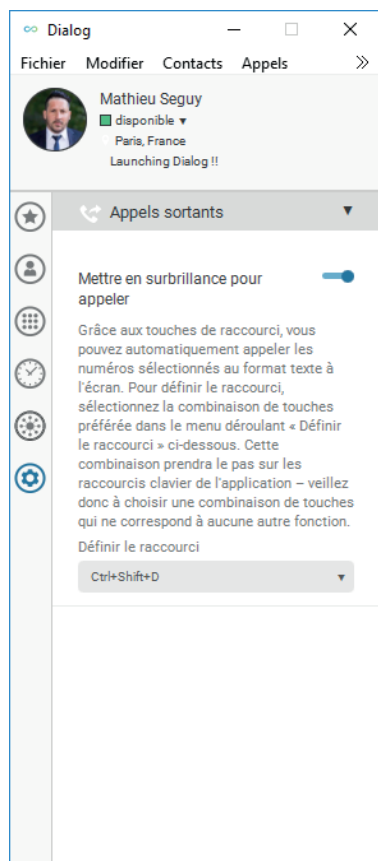 Dialog
Fichier Modifier Contacts Appels
Mathieu Seguy
disponible
Paris, France
Launching Dialog !!
Appels sortants
Mettre en surbrillance pour
appeler
Grâce aux touches de raccourci, vous
pouvez automatiquement appeler les
numéros sélectionnés au format texte à
l'écran. Pour définir le raccourci,
sélectionnez la combinaison de touches
préférée dans le menu déroulant « Définir
le raccourci » ci-dessous. Cette
combinaison prendra le pas sur les
raccourcis clavier de l'application – veillez
donc à choisir une combinaison de touches
qui ne correspond à aucune autre fonction.
Définir le raccourci
Ctrl+Shift+D